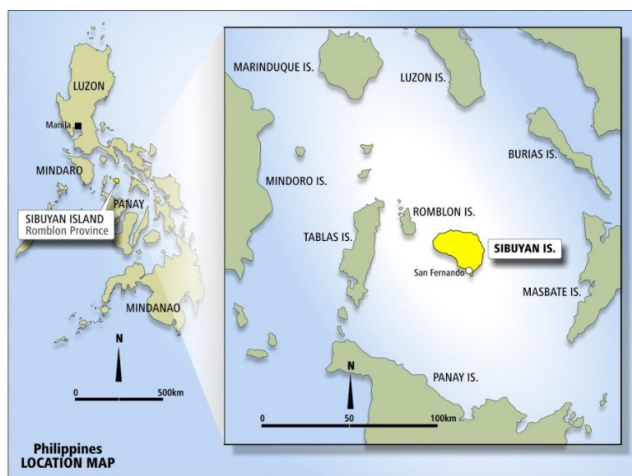 LUZON
Manila
MINDARO
SIBUYAN ISLAND
Romblon Province
PANAY
MINDANAO
N
0
500km
Philippines
LOCATION MAP
MARINDUQUE IS.
LUZON IS.
BURIAS IS.
MINDORO IS.
ROMBLON IS.
TABLAS IS.
SIBUYAN IS.
San Fernando
MASBATE IS.
PANAY IS.
N
0
50
100km